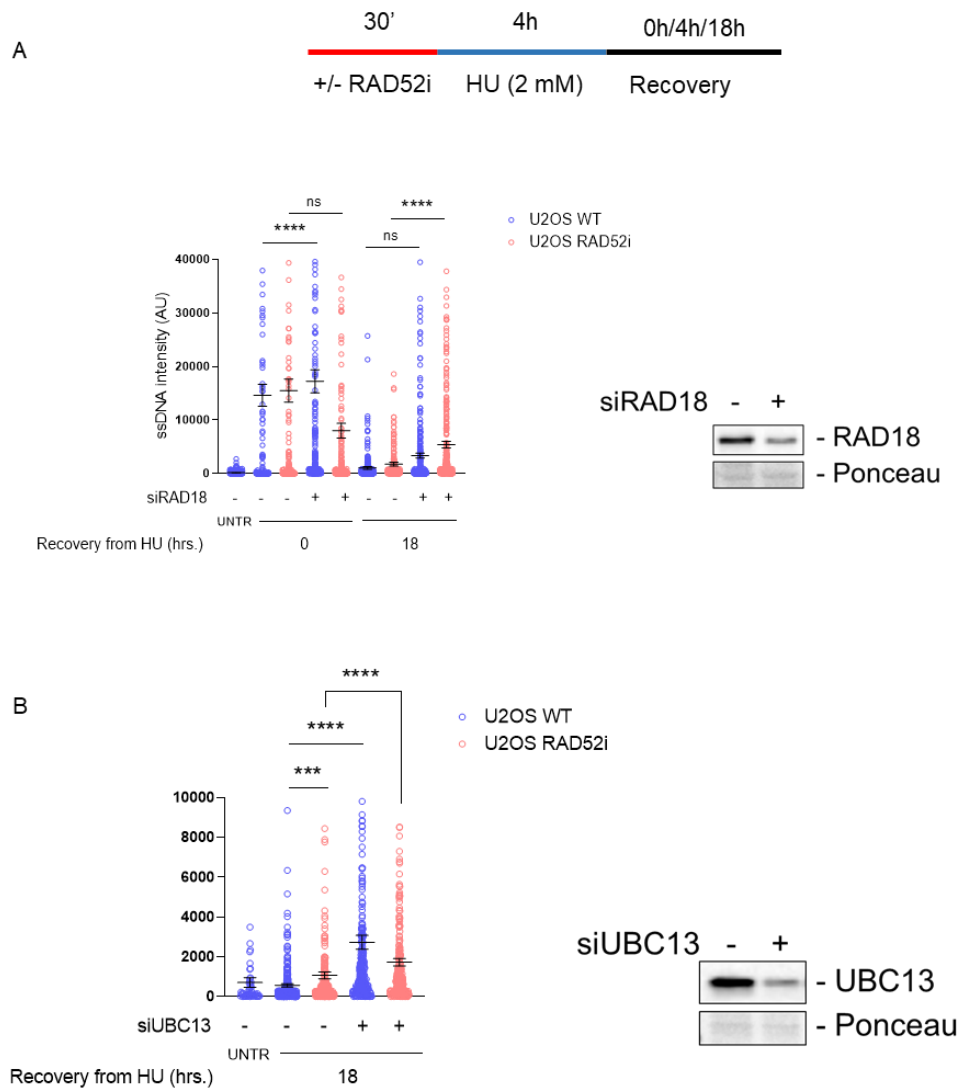 A
30’ 4h 0h/4h/18h
+/- RAD52i HU (2 mM) Recovery
ns
**** ****
ns
U2OS WT
U2OS RAD52i
ssDNA intensity (AU)
40000
30000
20000
10000
0
siRAD18 - - - + + - - + +
UNTR
Recovery from HU (hrs.) 0 18
siRAD18 - +
- RAD18
- Ponceau
B
****
****
***
U2OS WT
U2OS RAD52i
10000
8000
6000
4000
2000
0
siUBC13 - - - + +
UNTR
Recovery from HU (hrs.) 18
siUBC13 - +
- UBC13
- Ponceau